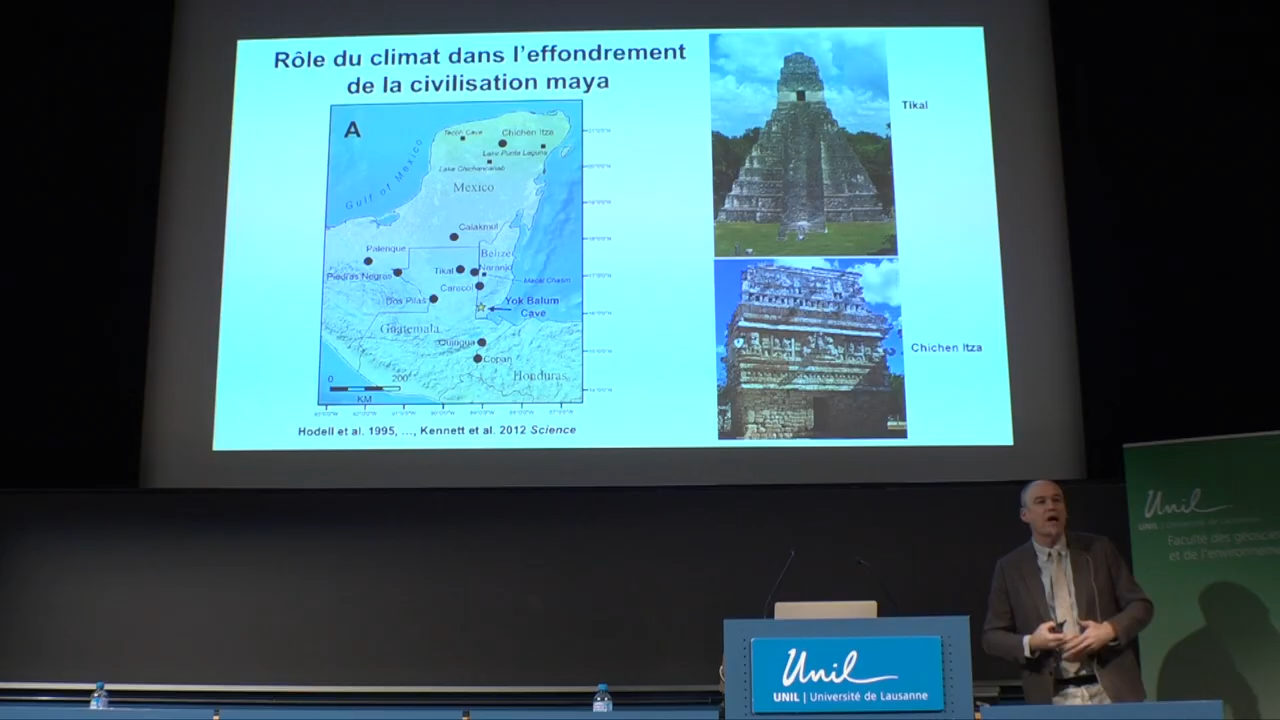 Rôle du climat dans l'effondrement
de la civilisation maya
A
Gulf of Mexico
Tecoh Cave
Chichen Itza
Lake Punta Laguna
Lake Chichancanab
Mexico
Calakmul
Palenque
Belize
Piedras Negras
Tikal
Naranjo
Macal Chasm
Caracol
Dos Pilas
Yok Balum
Cave
Guatemala
Quirigua
Copan
Honduras
0 200
KM
Hodell et al. 1995, ..., Kennett et al. 2012 Science
Tikal
Chichen Itza
Unil
UNIL | Université de Lausanne
Faculté des géosci
et de l'environnem
Unil
UNIL | Université de Lausanne